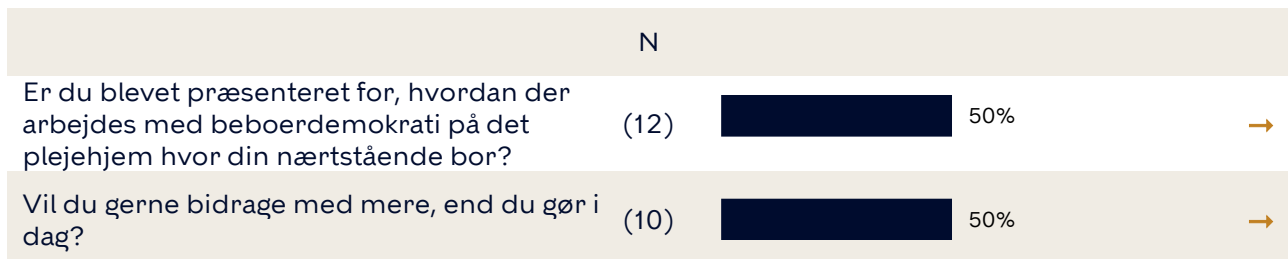 N
Er du blevet præsenteret for, hvordan der
arbejdes med beboerdemokrati på det
plejehjem hvor din nærtstående bor?
(12)
50%
→
Vil du gerne bidrage med mere, end du gør i
dag?
(10)
50%
→